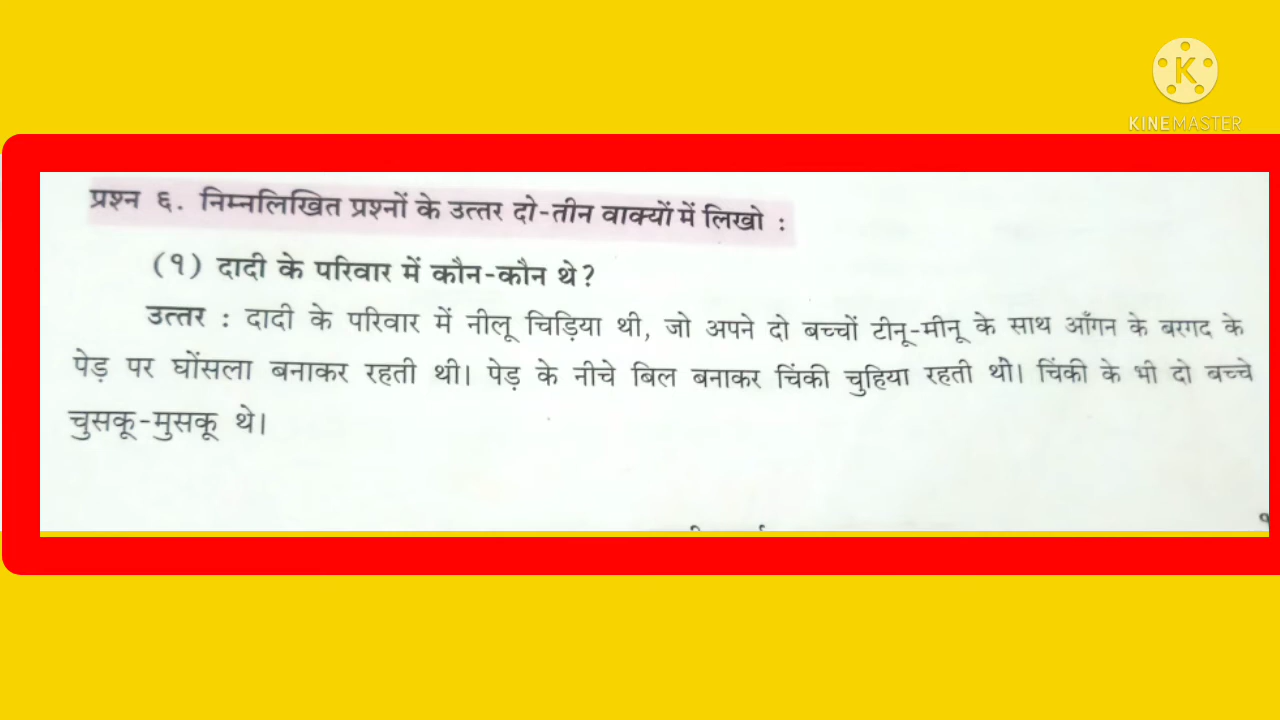 KINEMASTER
प्रश्न ६. निम्नलिखित प्रश्नों के उत्तर दो-तीन वाक्यों में लिखो :
(१) दादी के परिवार में कौन-कौन थे?
उत्तर : दादी के परिवार में नीलू चिड़िया थी, जो अपने दो बच्चों टीनू-मीनू के साथ आँगन के बरगद के
पेड़ पर घोंसला बनाकर रहती थी। पेड़ के नीचे बिल बनाकर चिंकी चुहिया रहती थी। चिंकी के भी दो बच्चे
चुसकू-मुसकू थे।